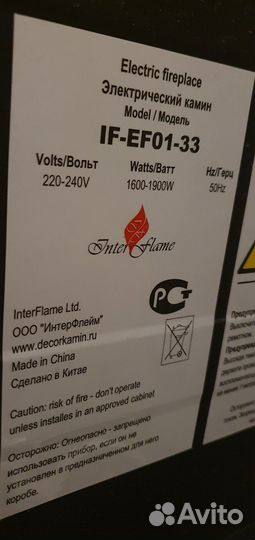 Electric fireplace
Электрический камин
Model / Модель
IF-EF01-33
Volts/Вольт Watts/Ватт Hz/Герц
220-240V 1600-1900W 50Hz
Inter Flame
InterFlame Ltd.
ООО "ИнтерФлейм"
www.decorkamin.ru
Made in China
Сделано в Китае
Caution: risk of fire - don't operate
unless installes in an approved cabinet
Осторожно: Огнеопасно - запрещено
использовать прибор, если он не
установлен в предназначенном для него
коробе.
Avito